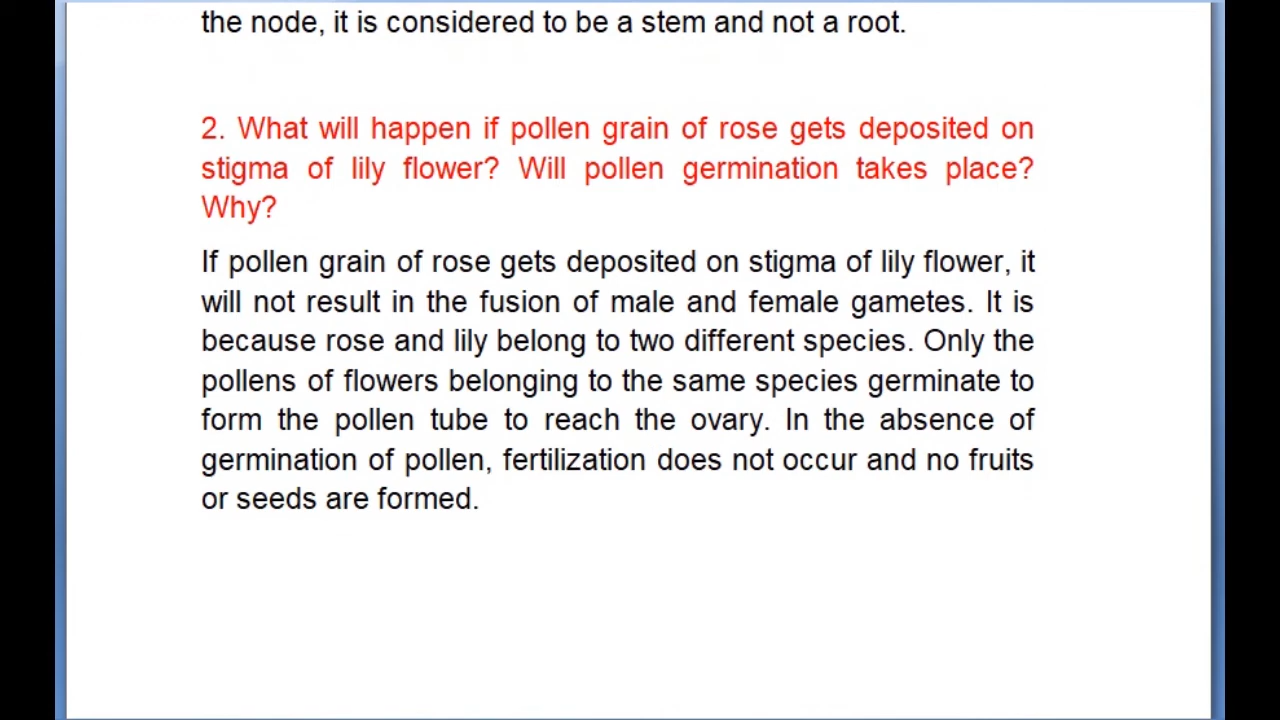 the node, it is considered to be a stem and not a root.
2. What will happen if pollen grain of rose gets deposited on
stigma of lily flower? Will pollen germination takes place?
Why?
If pollen grain of rose gets deposited on stigma of lily flower, it
will not result in the fusion of male and female gametes. It is
because rose and lily belong to two different species. Only the
pollens of flowers belonging to the same species germinate to
form the pollen tube to reach the ovary. In the absence of
germination of pollen, fertilization does not occur and no fruits
or seeds are formed.